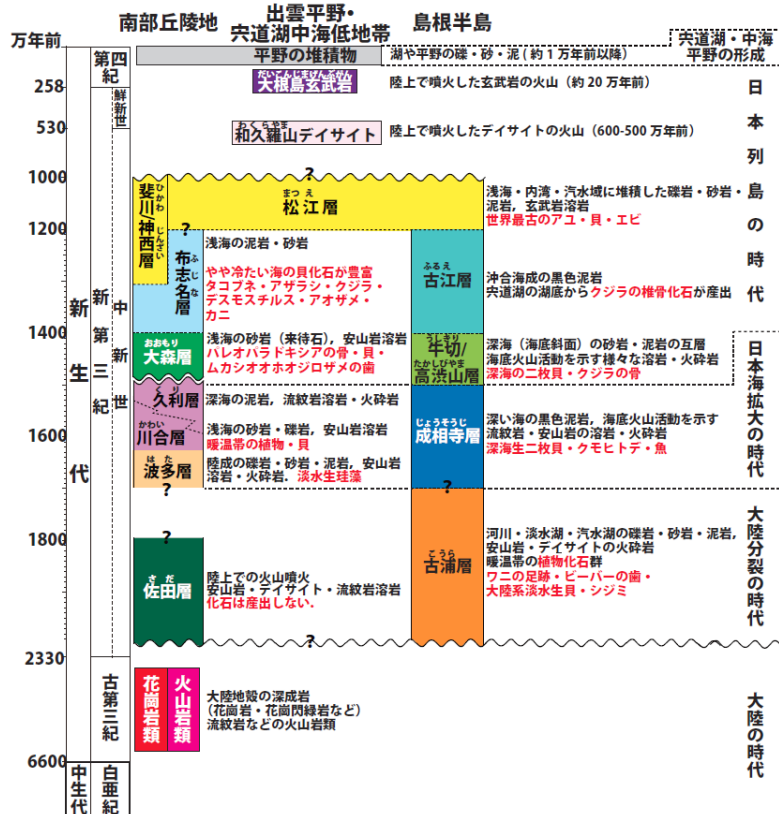 南部丘陵地
出雲平野・
宍道湖中海低地帯
島根半島
万年前
宍道湖・中海
平野の形成
第四紀
平野の堆積物
湖や平野の礫・砂・泥 ( 約 1 万年前以降)
258
鮮新世
だいこんじまげんぶがん
大根島玄武岩
陸上で噴火した玄武岩の火山（約 20 万年前）
530
わくらやま
和久羅山デイサイト
陸上で噴火したデイサイトの火山（600-500 万年前）
日本列島の時代
1000
?
ひかわ じんざい
斐川/神西層
まつえ
松江層
浅海・内湾・汽水域に堆積した礫岩・砂岩・
泥岩，玄武岩溶岩
世界最古のアユ・貝・エビ
1200
?
ふじな
布志名層
浅海の泥岩・砂岩
やや冷たい海の貝化石が豊富
タコブネ・アザラシ・クジラ・
デスモスチルス・アオザメ・
カニ
ふるえ
古江層
沖合海成の黒色泥岩
宍道湖の湖底からクジラの椎骨化石が産出
新生代
新第三紀
中新世
1400
おおもり
大森層
浅海の砂岩（来待石），安山岩溶岩
パレオパラドキシアの骨・貝・
ムカシオオホオジロザメの歯
うしきり
牛切/
たかしびやま
高渋山層
深海（海底斜面）の砂岩・泥岩の互層
海底火山活動を示す様々な溶岩・火砕岩
深海の二枚貝・クジラの骨
日本海拡大の時代
くり
久利層
深海の泥岩，流紋岩溶岩・火砕岩
1600
かわい
川合層
浅海の砂岩・礫岩，安山岩溶岩
暖温帯の植物・貝
じょうそうじ
成相寺層
深い海の黒色泥岩，海底火山活動を示す
流紋岩・安山岩の溶岩・火砕岩
深海生二枚貝・クモヒトデ・魚
はた
波多層
陸成の礫岩・砂岩・泥岩，安山岩
溶岩・火砕岩．淡水生珪藻
?
?
1800
?
さだ
佐田層
陸上での火山噴火
安山岩・デイサイト・流紋岩溶岩
化石は産出しない．
こうら
古浦層
河川・淡水湖・汽水湖の礫岩・砂岩・泥岩，
安山岩・デイサイトの火砕岩
暖温帯の植物化石群
ワニの足跡・ビーバーの歯・
大陸系淡水生貝・シジミ
大陸分裂の時代
?
2330
古第三紀
花崗岩類
火山岩類
大陸地殻の深成岩
（花崗岩・花崗閃緑岩など）
流紋岩などの火山岩類
大陸の時代
6600
中生代
白亜紀